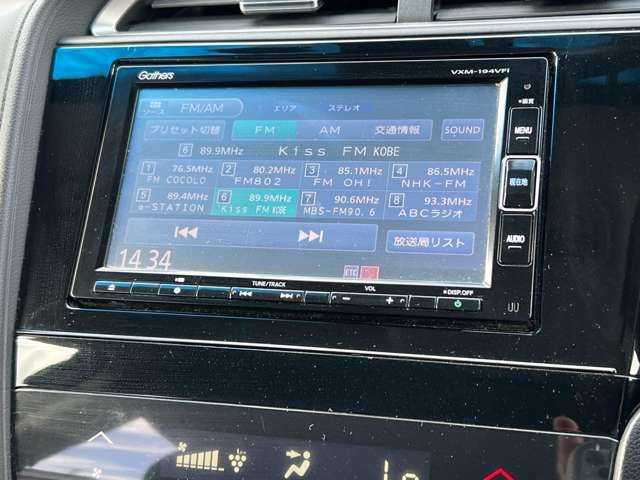 Gathers VXM-194VFi
ソース FM/AM エリア ステレオ
プリセット切替 FM AM 交通情報 SOUND
6 89.9MHz Kiss FM KOBE
1 76.5MHz 2 80.2MHz 3 85.1MHz 4 86.5MHz
FM COCOLO FM802 FM OH! NHK-FM
5 89.4MHz 6 89.9MHz 7 90.6MHz 8 93.3MHz
α-STATION Kiss FM KOBE MBS-FM90.6 ABCラジオ
放送局リスト
14:34 ETC
画質
MENU
現在地
AUDIO
TUNE/TRACK VOL DISP.OFF